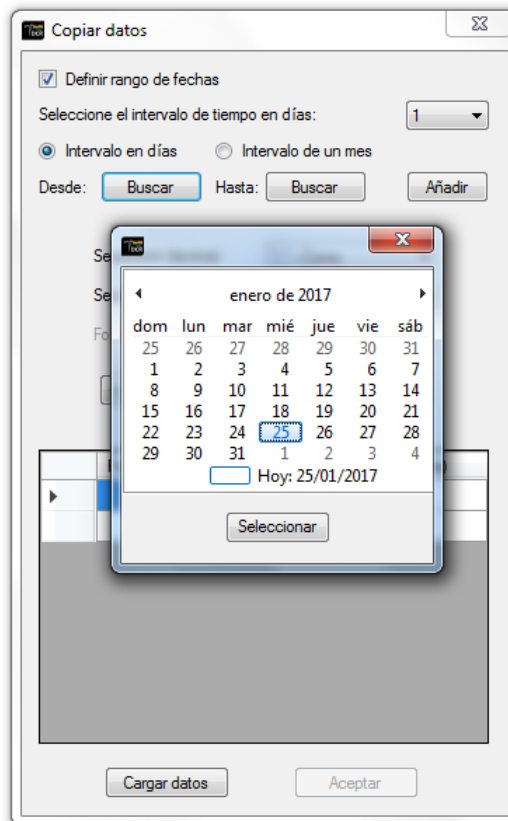 Copiar datos
Definir rango de fechas
Seleccione el intervalo de tiempo en días: 1
Intervalo en días Intervalo de un mes
Desde: Buscar Hasta: Buscar Añadir
Se
enero de 2017
Se
dom lun mar mié jue vie sáb
Fo
25 26 27 28 29 30 31
1 2 3 4 5 6 7
8 9 10 11 12 13 14
15 16 17 18 19 20 21
22 23 24 25 26 27 28
29 30 31 1 2 3 4
Hoy: 25/01/2017
Seleccionar
Cargar datos Aceptar